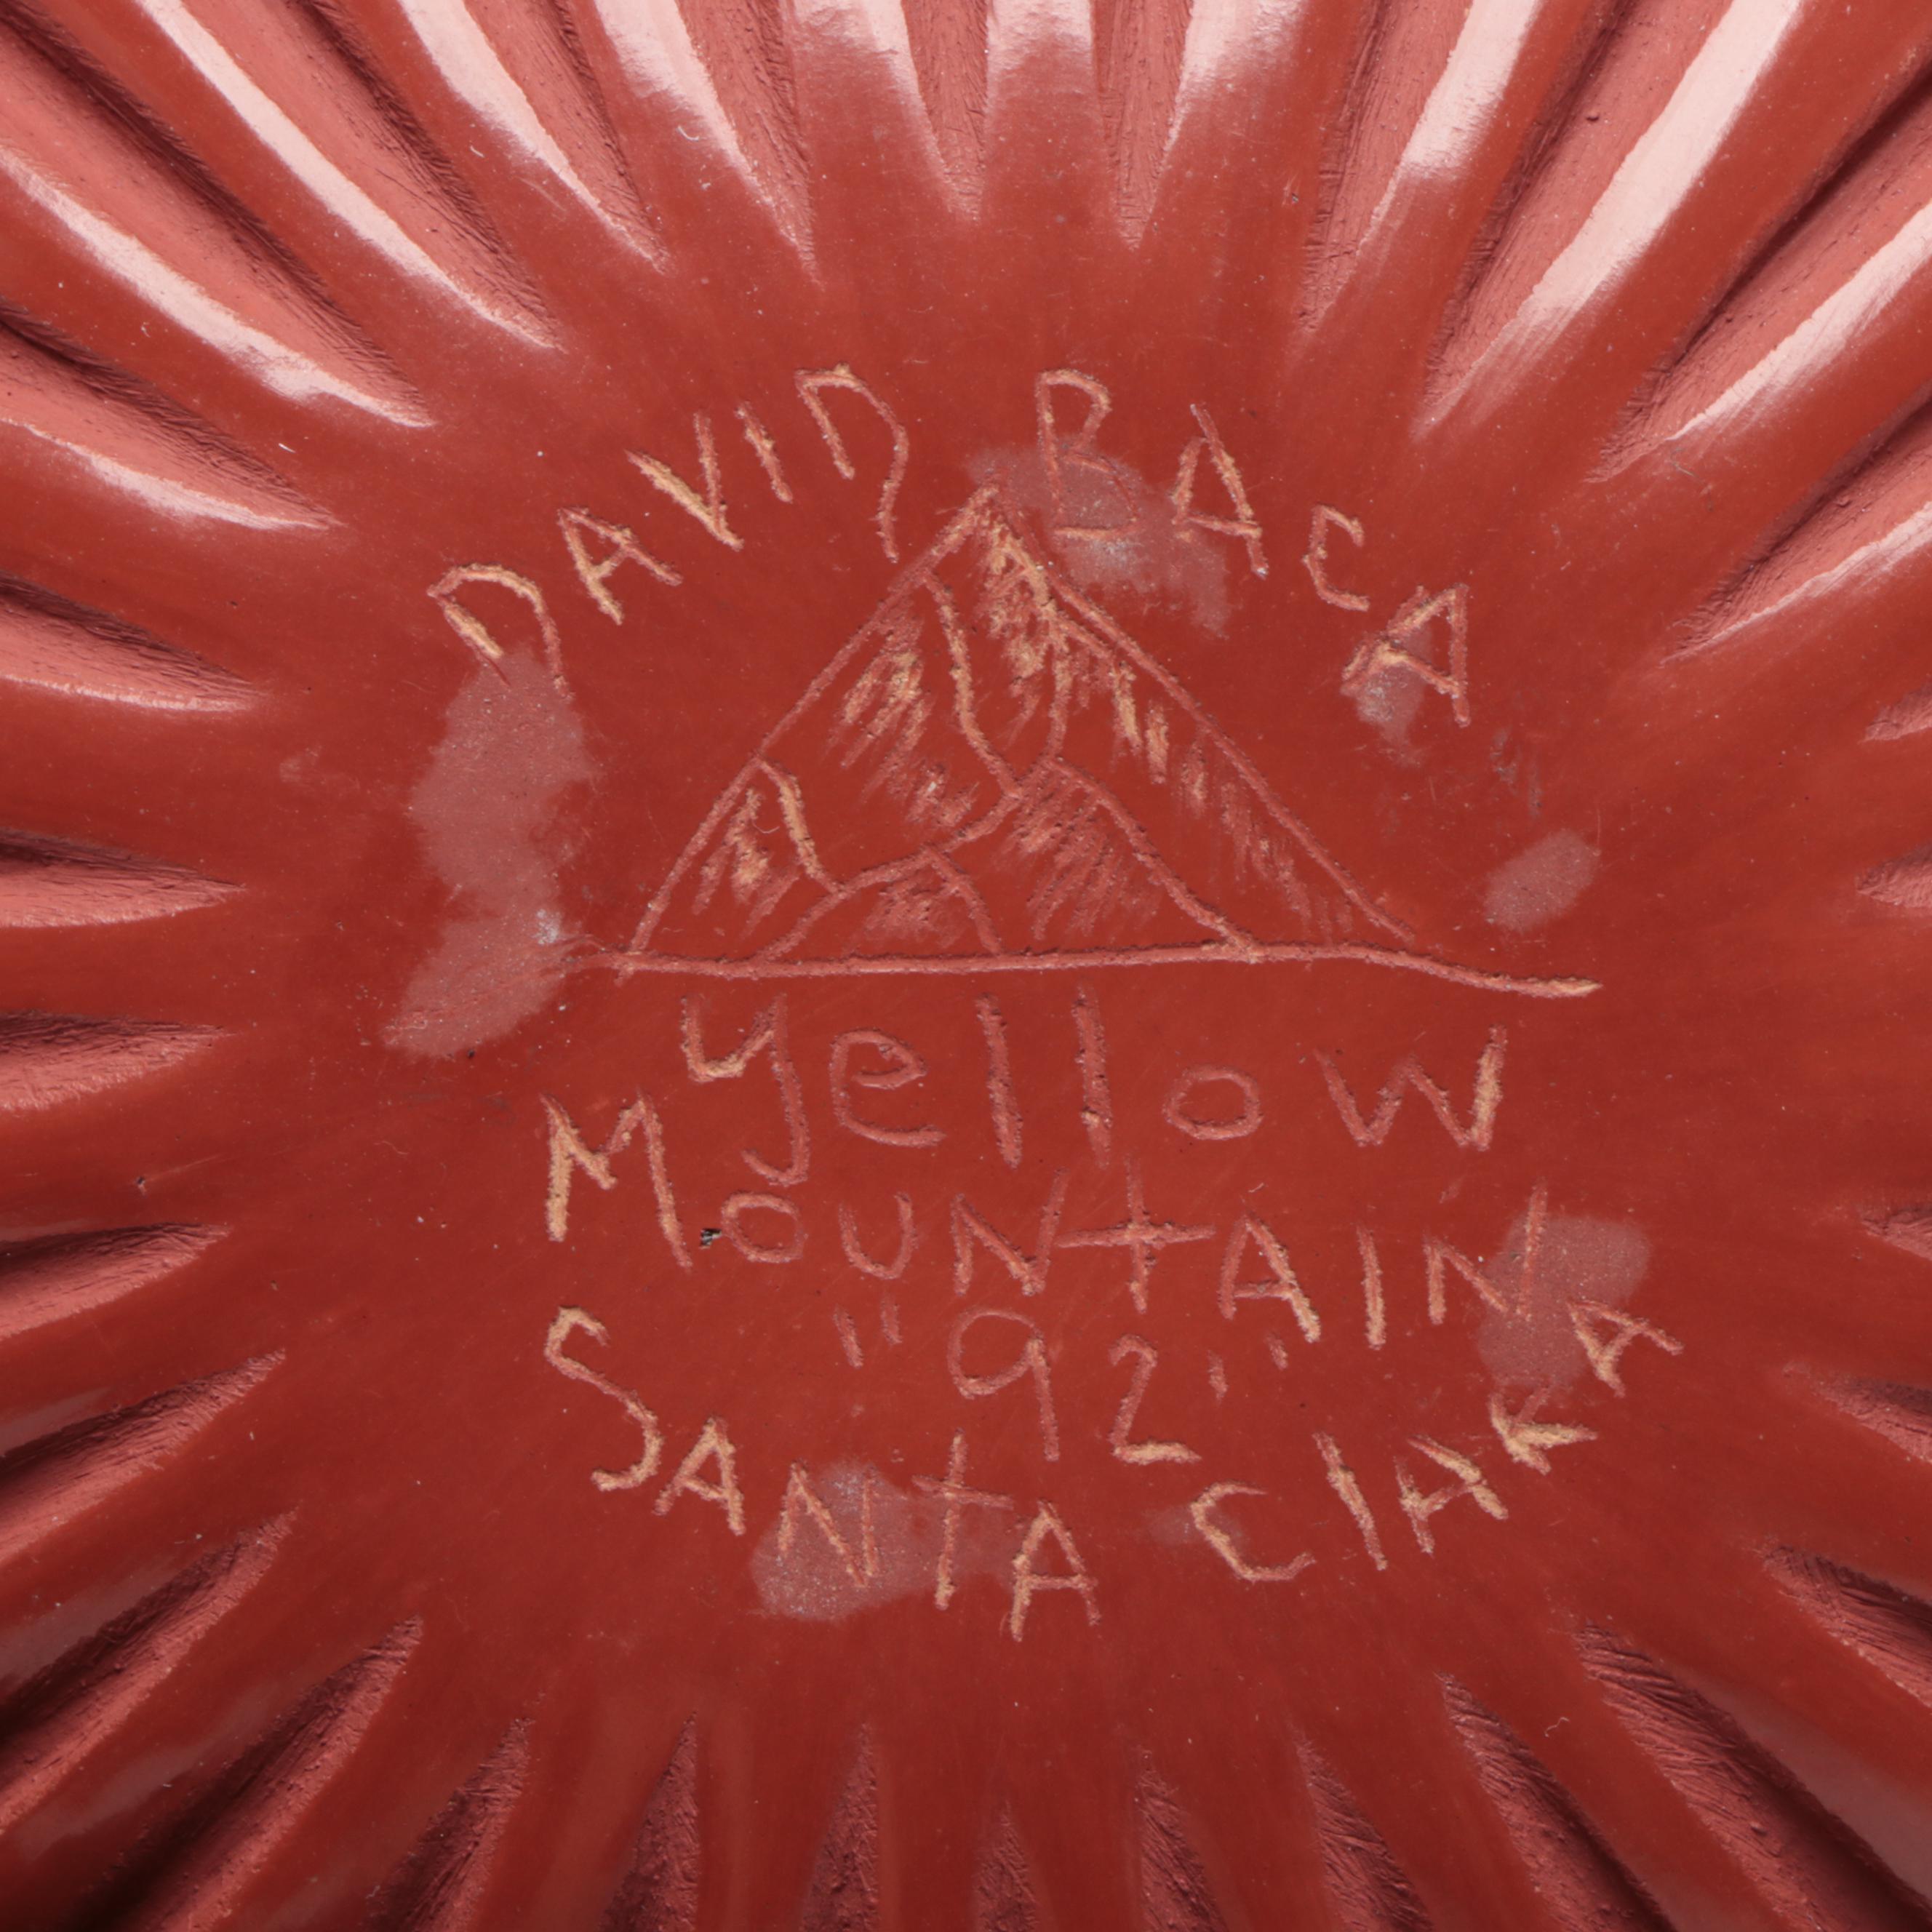 DAVID BACA
yellow
MOUNtAIN
"92"
SANtA ClARA